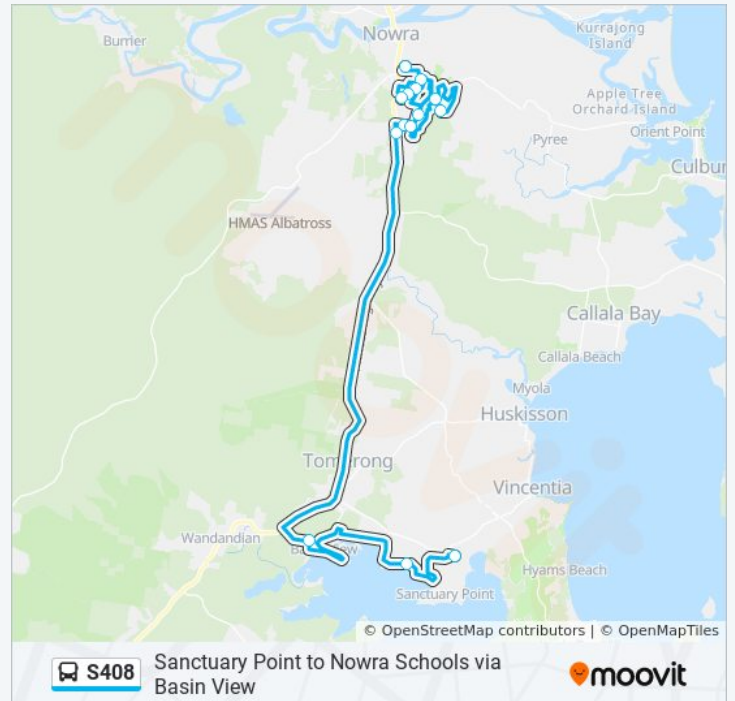 Nowra
Burrier
Kurrajong
Island
Apple Tree
Orchard Island
Pyree
Orient Point
Culbur
HMAS Albatross
Callala Bay
Callala Beach
Myola
Huskisson
Tomerong
Vincentia
Wandandian
Hyams Beach
Sanctuary Point
© OpenStreetMap contributors | © OpenMapTiles
S408
Sanctuary Point to Nowra Schools via
Basin View
moovit